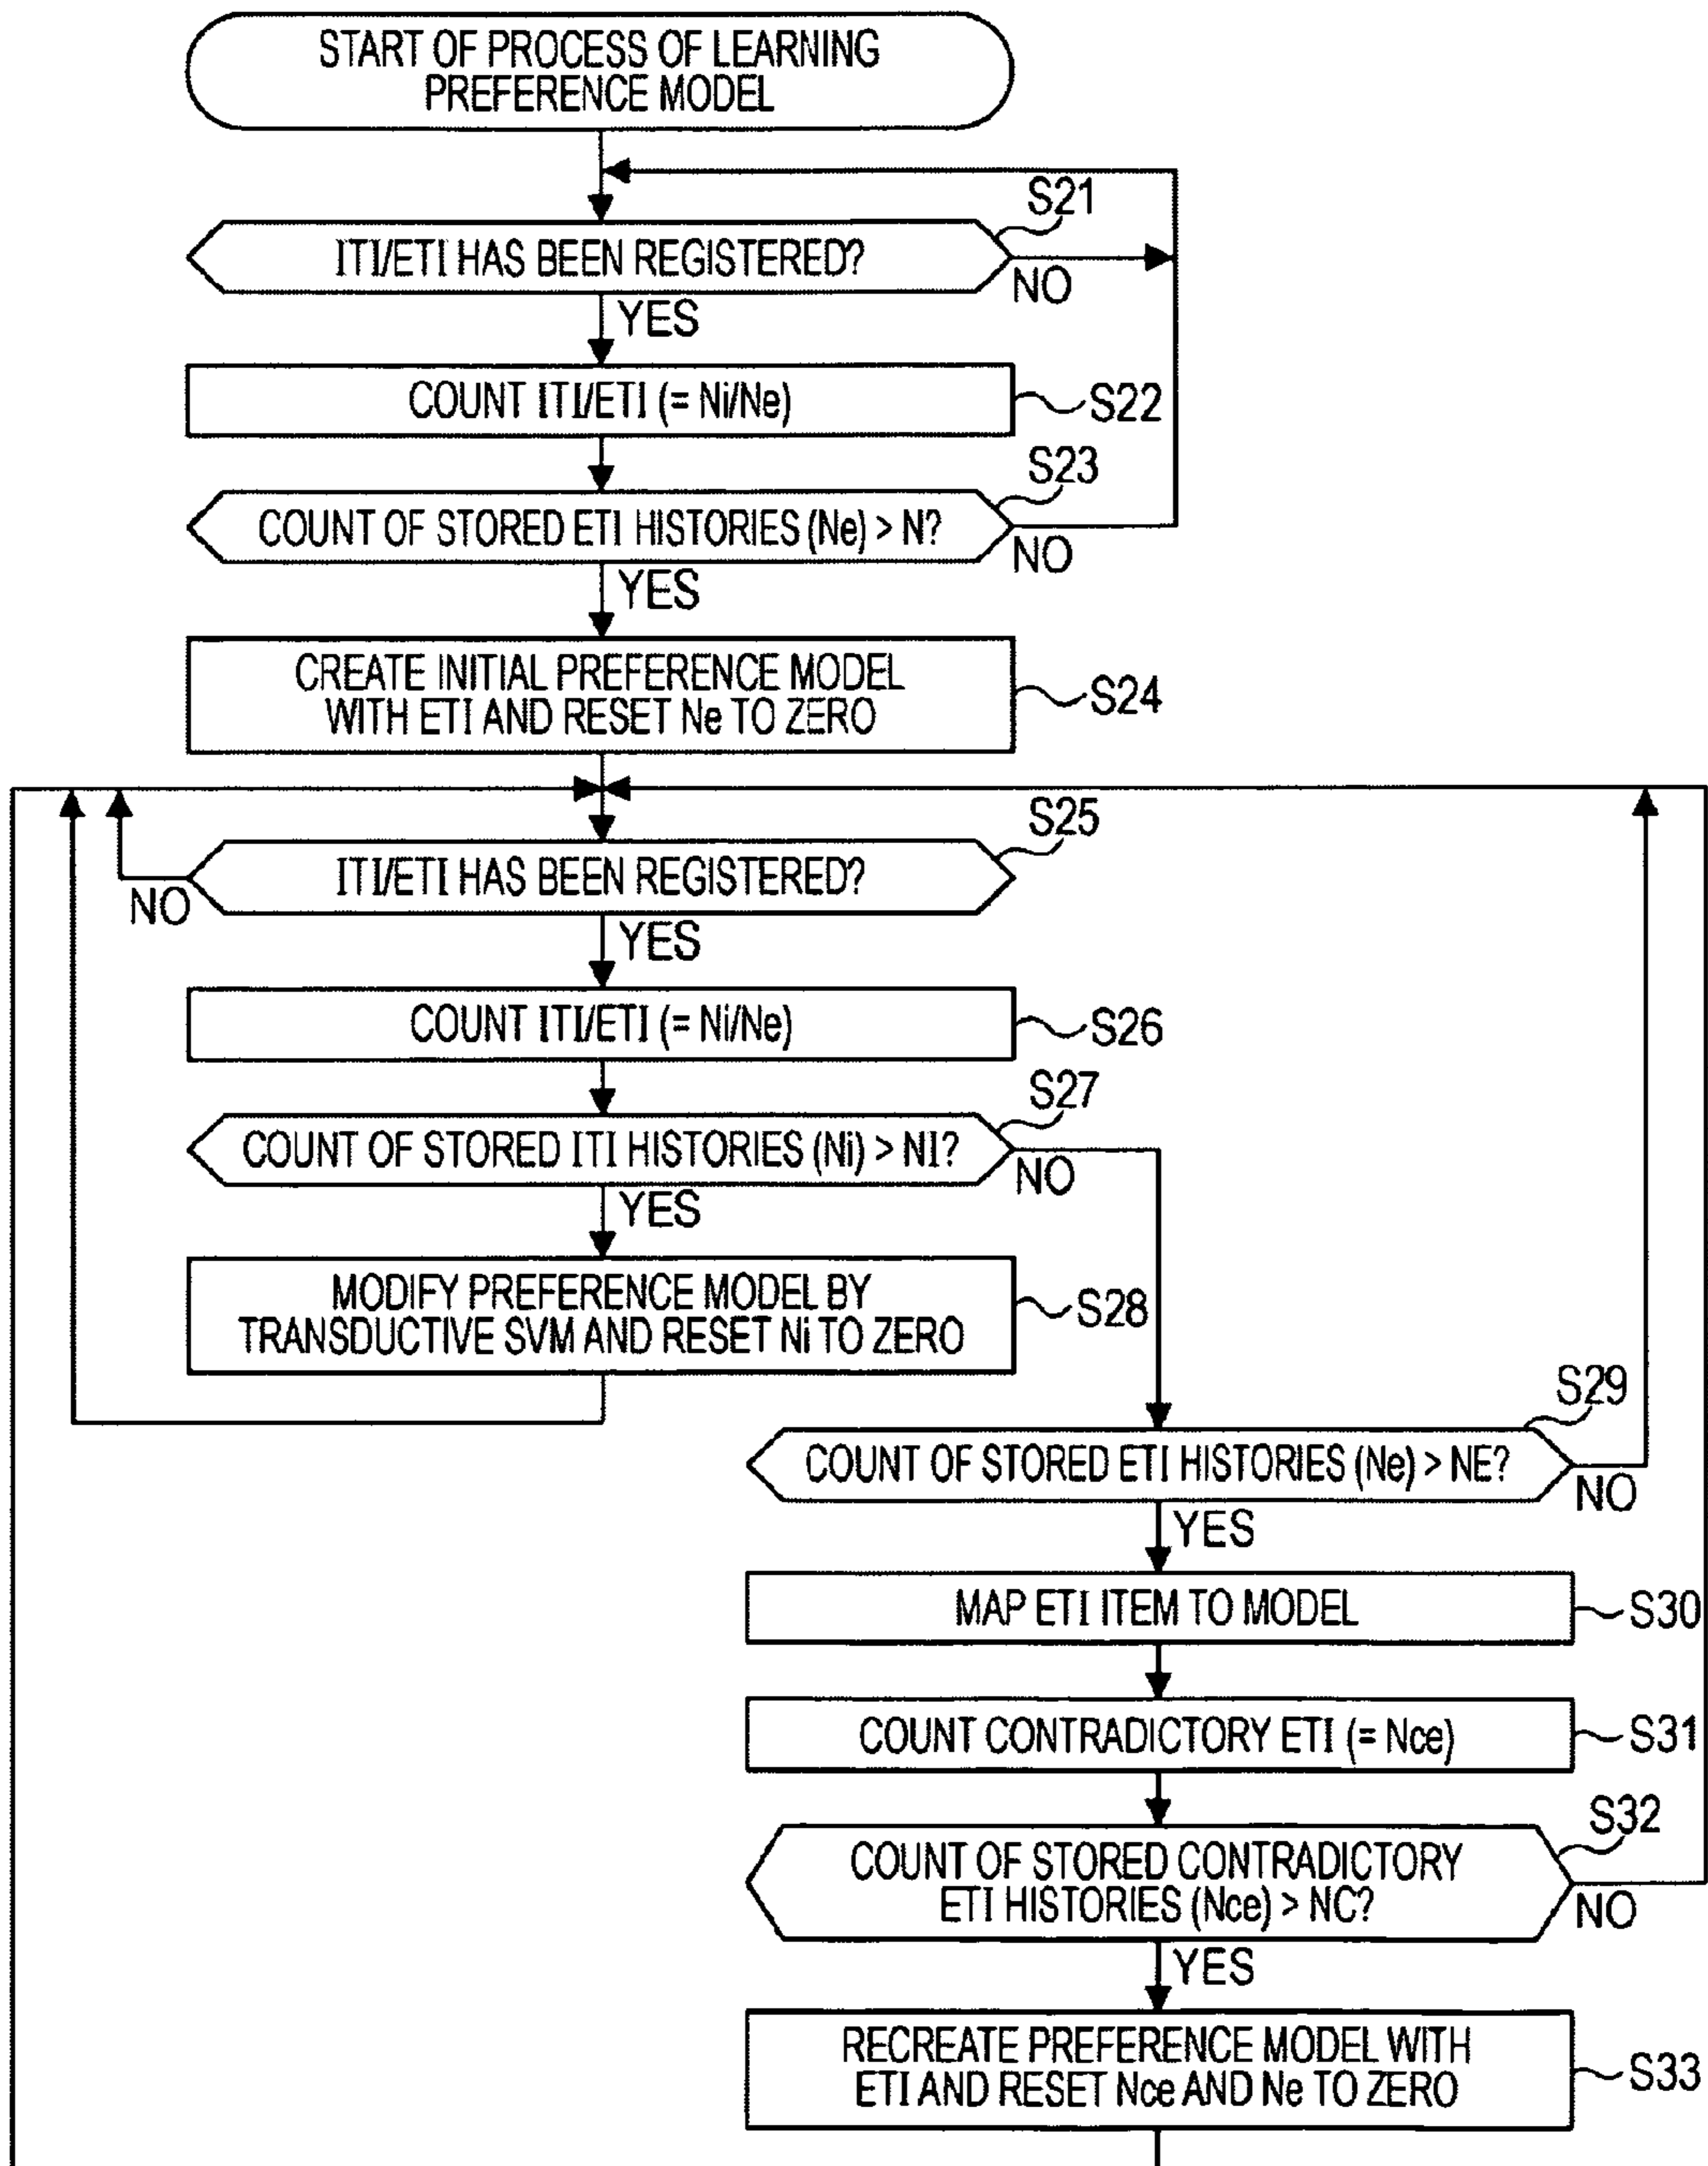 START OF PROCESS OF LEARNING
PREFERENCE MODEL
S21
ITI/ETI HAS BEEN REGISTERED?
NO
YES
COUNT ITI/ETI (= Ni/Ne)
S22
S23
COUNT OF STORED ETI HISTORIES (Ne) > N?
NO
YES
CREATE INITIAL PREFERENCE MODEL
WITH ETI AND RESET Ne TO ZERO
S24
S25
ITI/ETI HAS BEEN REGISTERED?
NO
YES
COUNT ITI/ETI (= Ni/Ne)
S26
S27
COUNT OF STORED ITI HISTORIES (Ni) > NI?
NO
YES
MODIFY PREFERENCE MODEL BY
TRANSDUCTIVE SVM AND RESET Ni TO ZERO
S28
S29
COUNT OF STORED ETI HISTORIES (Ne) > NE?
NO
YES
MAP ETI ITEM TO MODEL
S30
COUNT CONTRADICTORY ETI (= Nce)
S31
S32
COUNT OF STORED CONTRADICTORY
ETI HISTORIES (Nce) > NC?
NO
YES
RECREATE PREFERENCE MODEL WITH
ETI AND RESET Nce AND Ne TO ZERO
S33